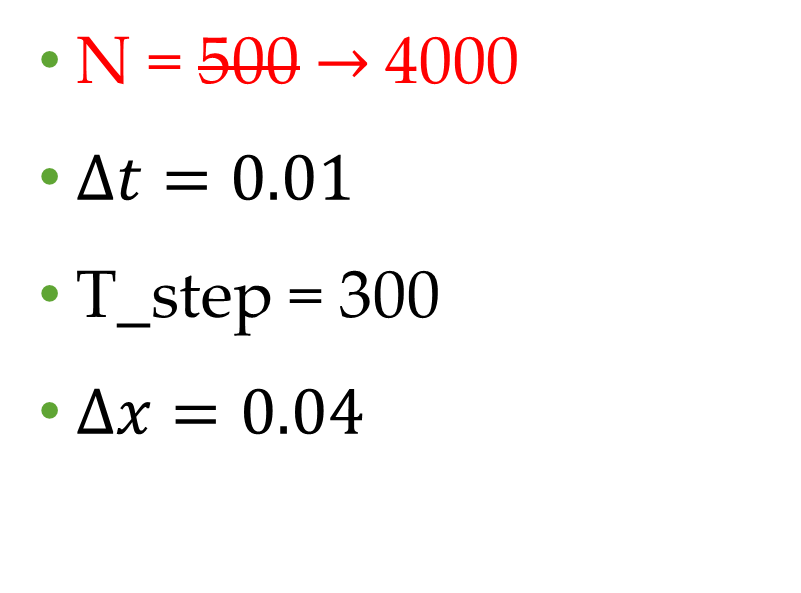 • N = 500 → 4000
• Δt = 0.01
• T_step = 300
• Δx = 0.04